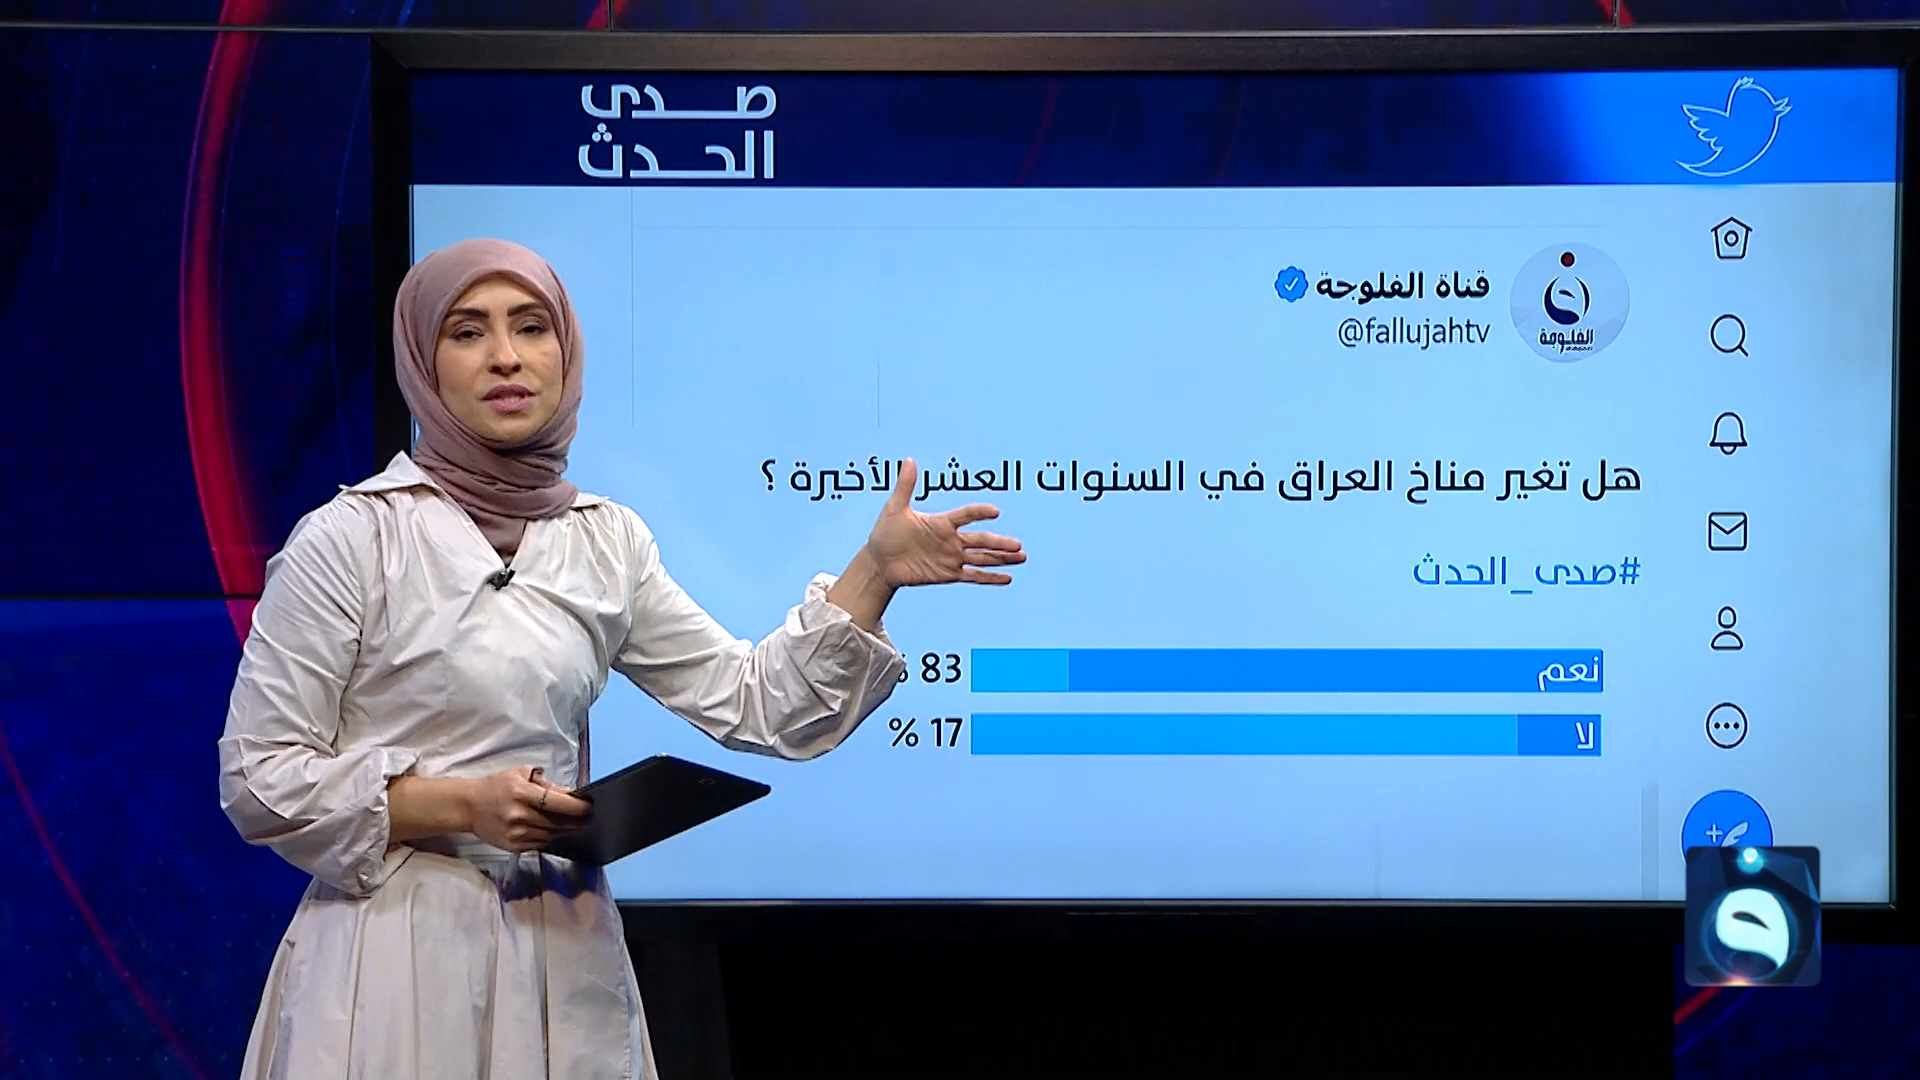 صدى
الحدث
قناة الفلوجة
@fallujahtv
الفلوجة
هل تغير مناخ العراق في السنوات العشر الأخيرة ؟
#صدى_الحدث
نعم 83
لا 17 %